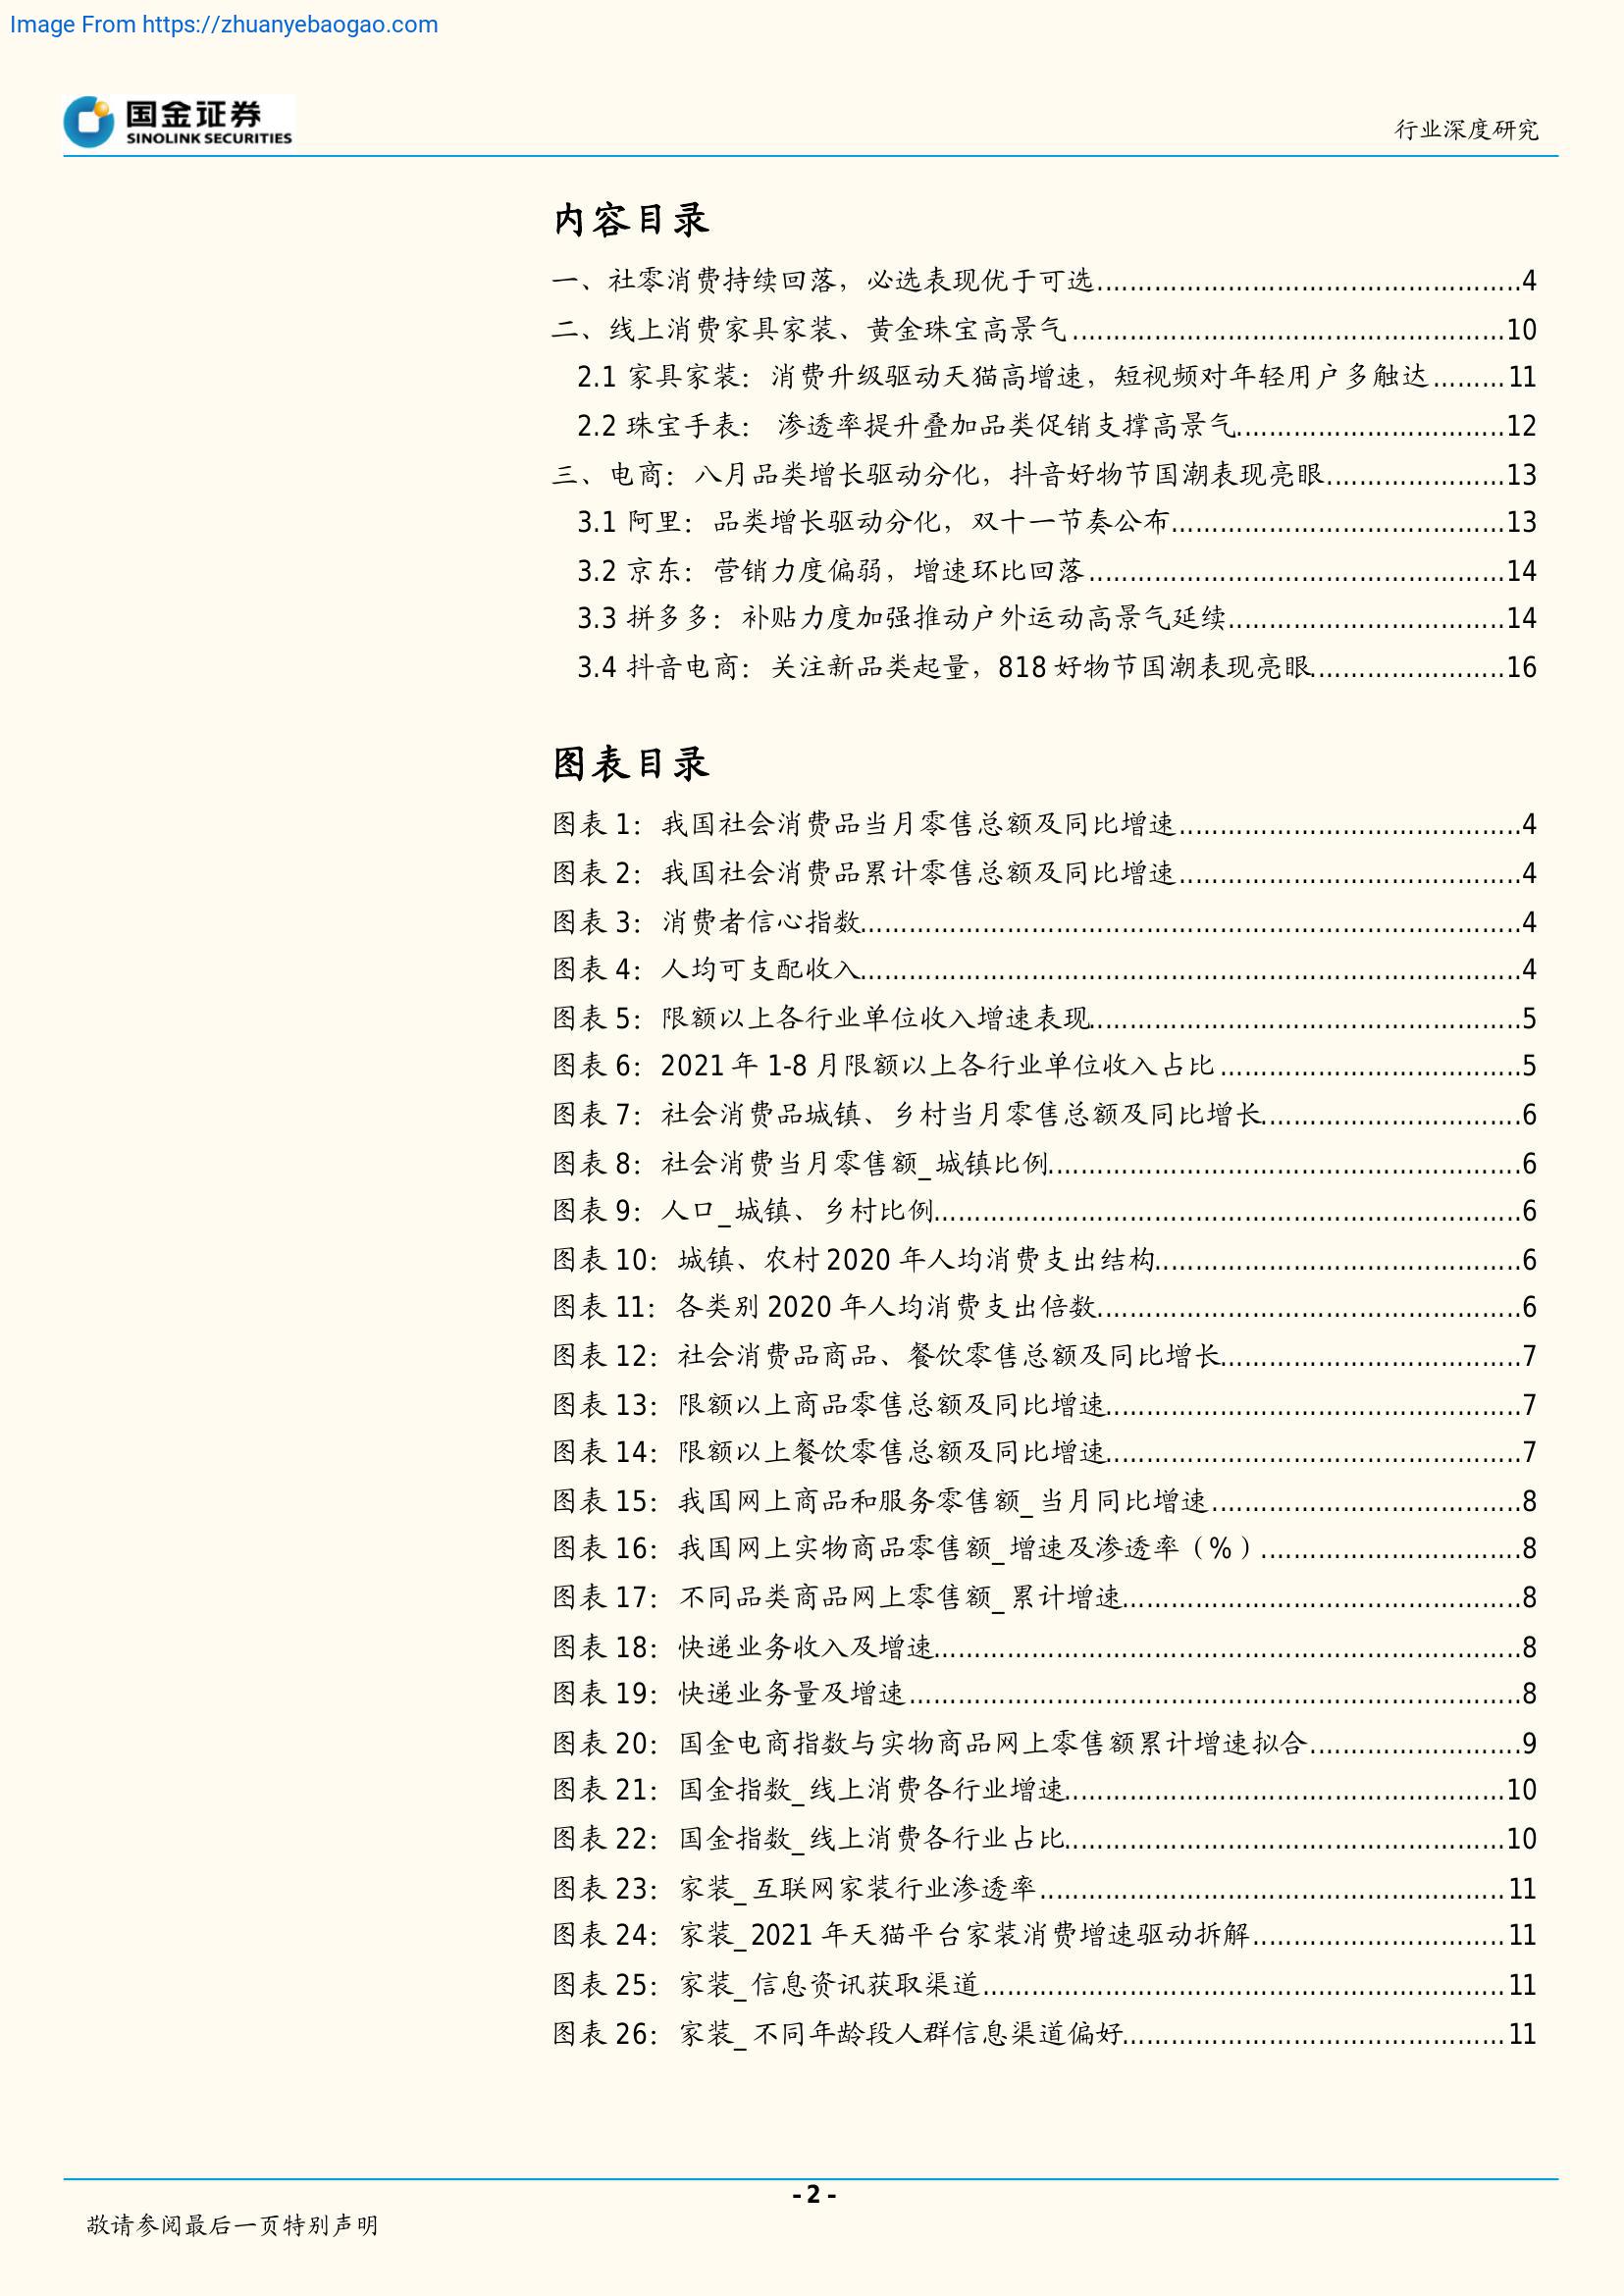 Image From https://zhuanyebaogao.com
国金证券
SINOLINK SECURITIES
行业深度研究
内容目录
一、社零消费持续回落，必选表现优于可选....................................................4
二、线上消费家具家装、黄金珠宝高景气.....................................................10
2.1 家具家装：消费升级驱动天猫高增速，短视频对年轻用户多触达.........11
2.2 珠宝手表： 渗透率提升叠加品类促销支撑高景气.................................12
三、电商：八月品类增长驱动分化，抖音好物节国潮表现亮眼......................13
3.1 阿里：品类增长驱动分化，双十一节奏公布.........................................13
3.2 京东：营销力度偏弱，增速环比回落...................................................14
3.3 拼多多：补贴力度加强推动户外运动高景气延续..................................14
3.4 抖音电商：关注新品类起量，818 好物节国潮表现亮眼........................16
图表目录
图表 1：我国社会消费品当月零售总额及同比增速..........................................4
图表 2：我国社会消费品累计零售总额及同比增速..........................................4
图表 3：消费者信心指数.................................................................................4
图表 4：人均可支配收入.................................................................................4
图表 5：限额以上各行业单位收入增速表现.....................................................5
图表 6：2021 年 1-8 月限额以上各行业单位收入占比.....................................5
图表 7：社会消费品城镇、乡村当月零售总额及同比增长................................6
图表 8：社会消费当月零售额_城镇比例..........................................................6
图表 9：人口_城镇、乡村比例........................................................................6
图表 10：城镇、农村 2020 年人均消费支出结构.............................................6
图表 11：各类别 2020 年人均消费支出倍数....................................................6
图表 12：社会消费品商品、餐饮零售总额及同比增长.....................................7
图表 13：限额以上商品零售总额及同比增速...................................................7
图表 14：限额以上餐饮零售总额及同比增速...................................................7
图表 15：我国网上商品和服务零售额_当月同比增速......................................8
图表 16：我国网上实物商品零售额_增速及渗透率（%）................................8
图表 17：不同品类商品网上零售额_累计增速.................................................8
图表 18：快递业务收入及增速........................................................................8
图表 19：快递业务量及增速...........................................................................8
图表 20：国金电商指数与实物商品网上零售额累计增速拟合..........................9
图表 21：国金指数_线上消费各行业增速......................................................10
图表 22：国金指数_线上消费各行业占比......................................................10
图表 23：家装_互联网家装行业渗透率.........................................................11
图表 24：家装_2021 年天猫平台家装消费增速驱动拆解...............................11
图表 25：家装_信息资讯获取渠道................................................................11
图表 26：家装_不同年龄段人群信息渠道偏好...............................................11
- 2 -
敬请参阅最后一页特别声明